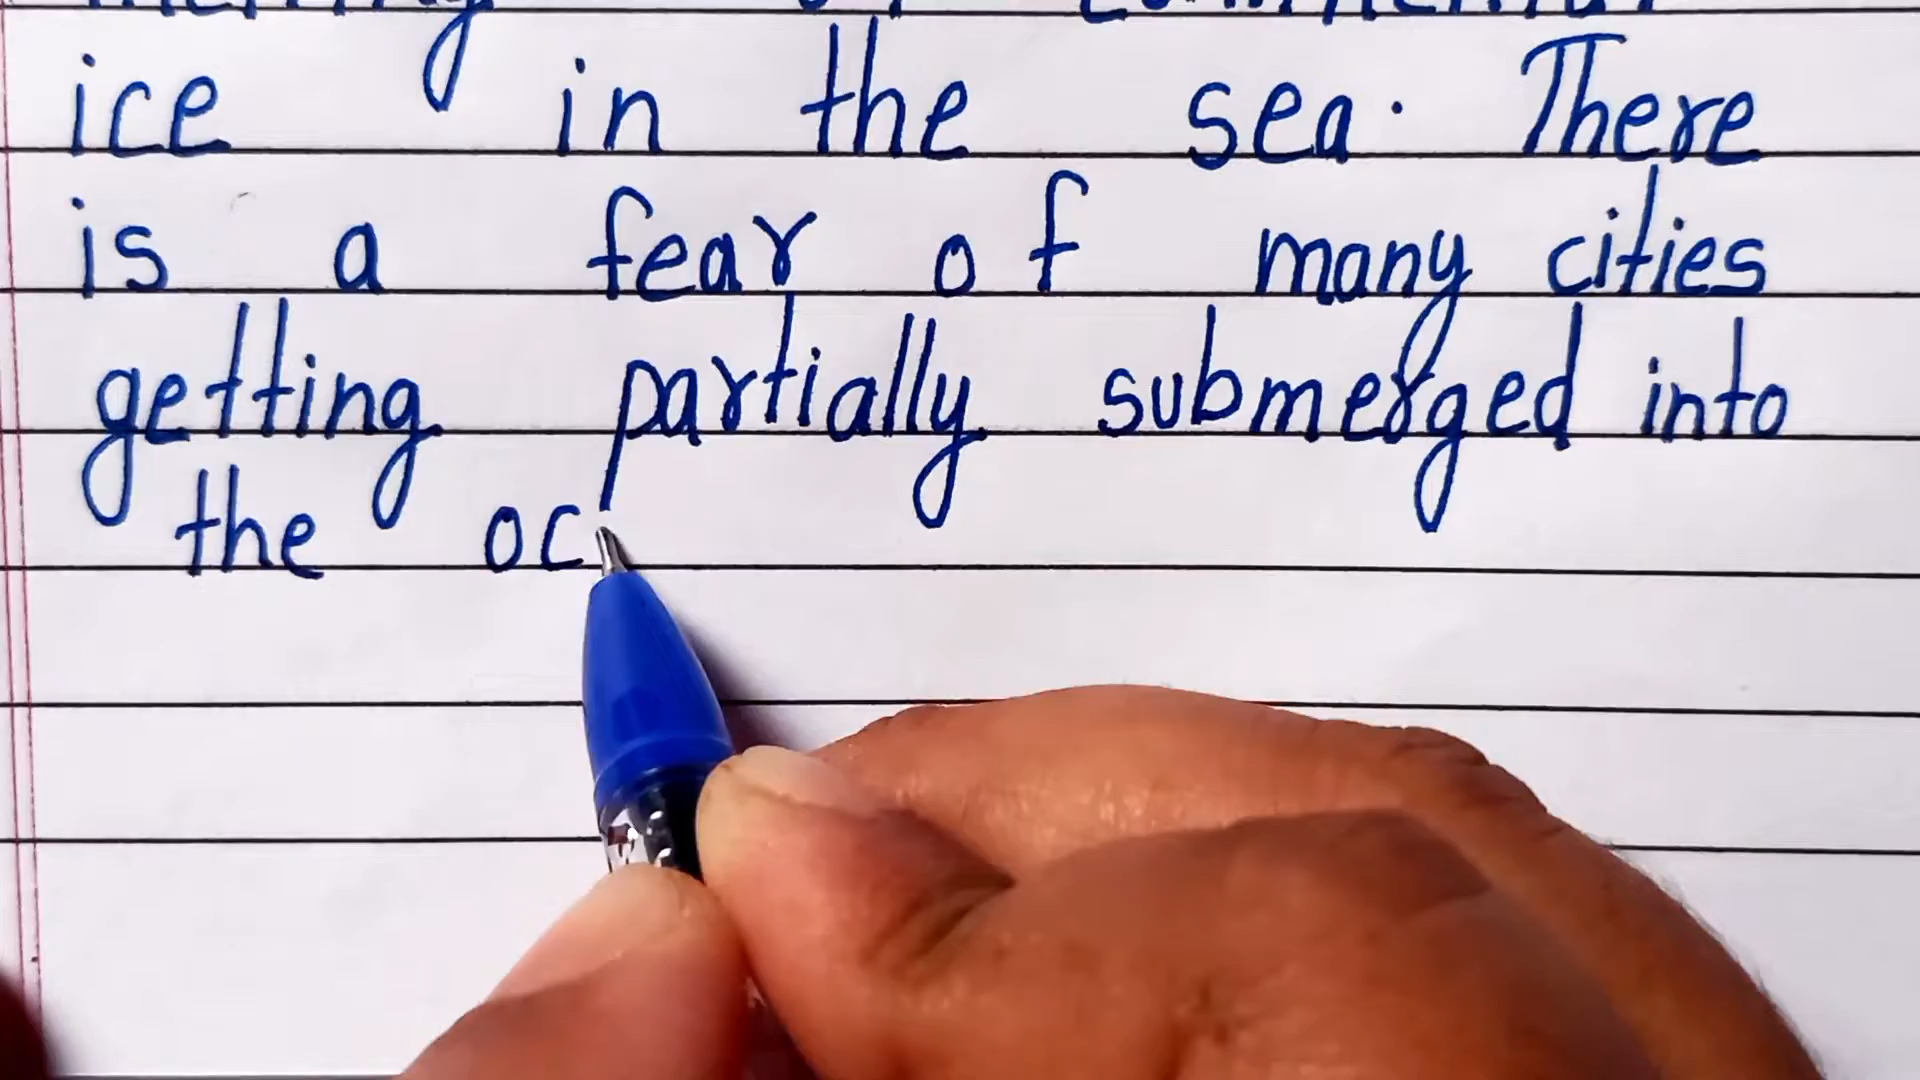 ice in the sea. There
is a fear of many cities
getting partially submerged into
the oc